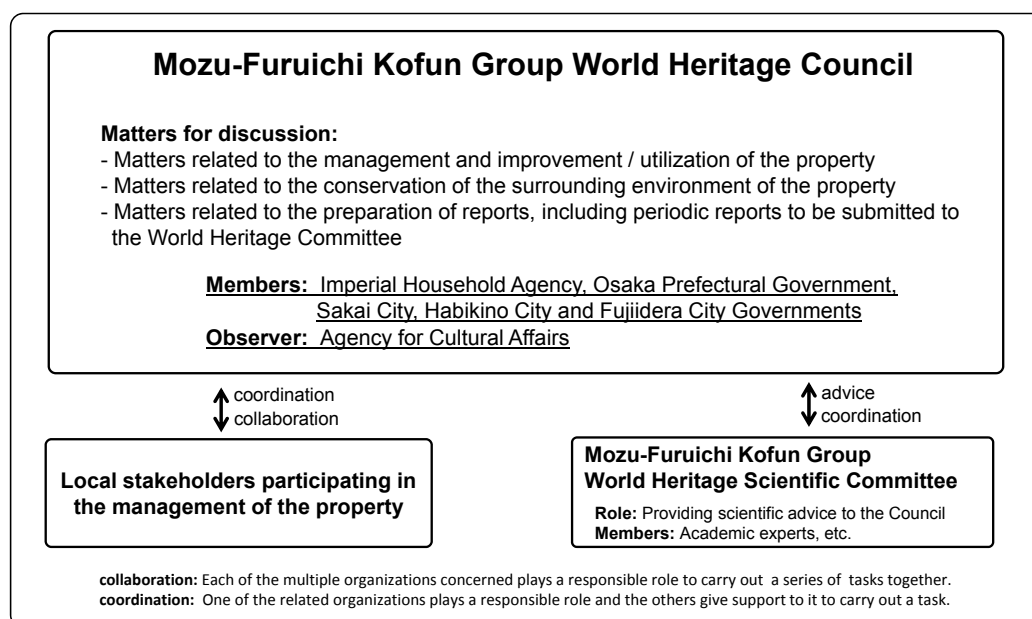 Mozu-Furuichi Kofun Group World Heritage Council
Matters for discussion:
- Matters related to the management and improvement / utilization of the property
- Matters related to the conservation of the surrounding environment of the property
- Matters related to the preparation of reports, including periodic reports to be submitted to
the World Heritage Committee
Members: Imperial Household Agency, Osaka Prefectural Government,
Sakai City, Habikino City and Fujiidera City Governments
Observer: Agency for Cultural Affairs
coordination
collaboration
advice
coordination
Local stakeholders participating in
the management of the property
Mozu-Furuichi Kofun Group
World Heritage Scientific Committee
Role: Providing scientific advice to the Council
Members: Academic experts, etc.
collaboration: Each of the multiple organizations concerned plays a responsible role to carry out a series of tasks together.
coordination: One of the related organizations plays a responsible role and the others give support to it to carry out a task.